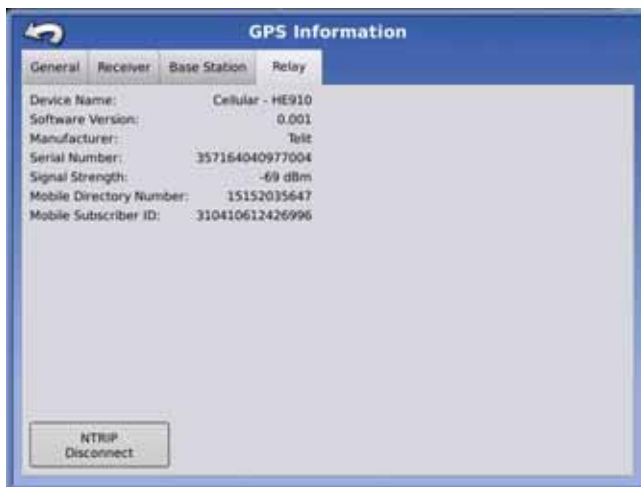 GPS Information
General Receiver Base Station Relay
Device Name: Cellular - HE910
Software Version: 0.001
Manufacturer: Telit
Serial Number: 357164040977004
Signal Strength: -69 dBm
Mobile Directory Number: 15152035647
Mobile Subscriber ID: 310410612426996
NTRIP
Disconnect